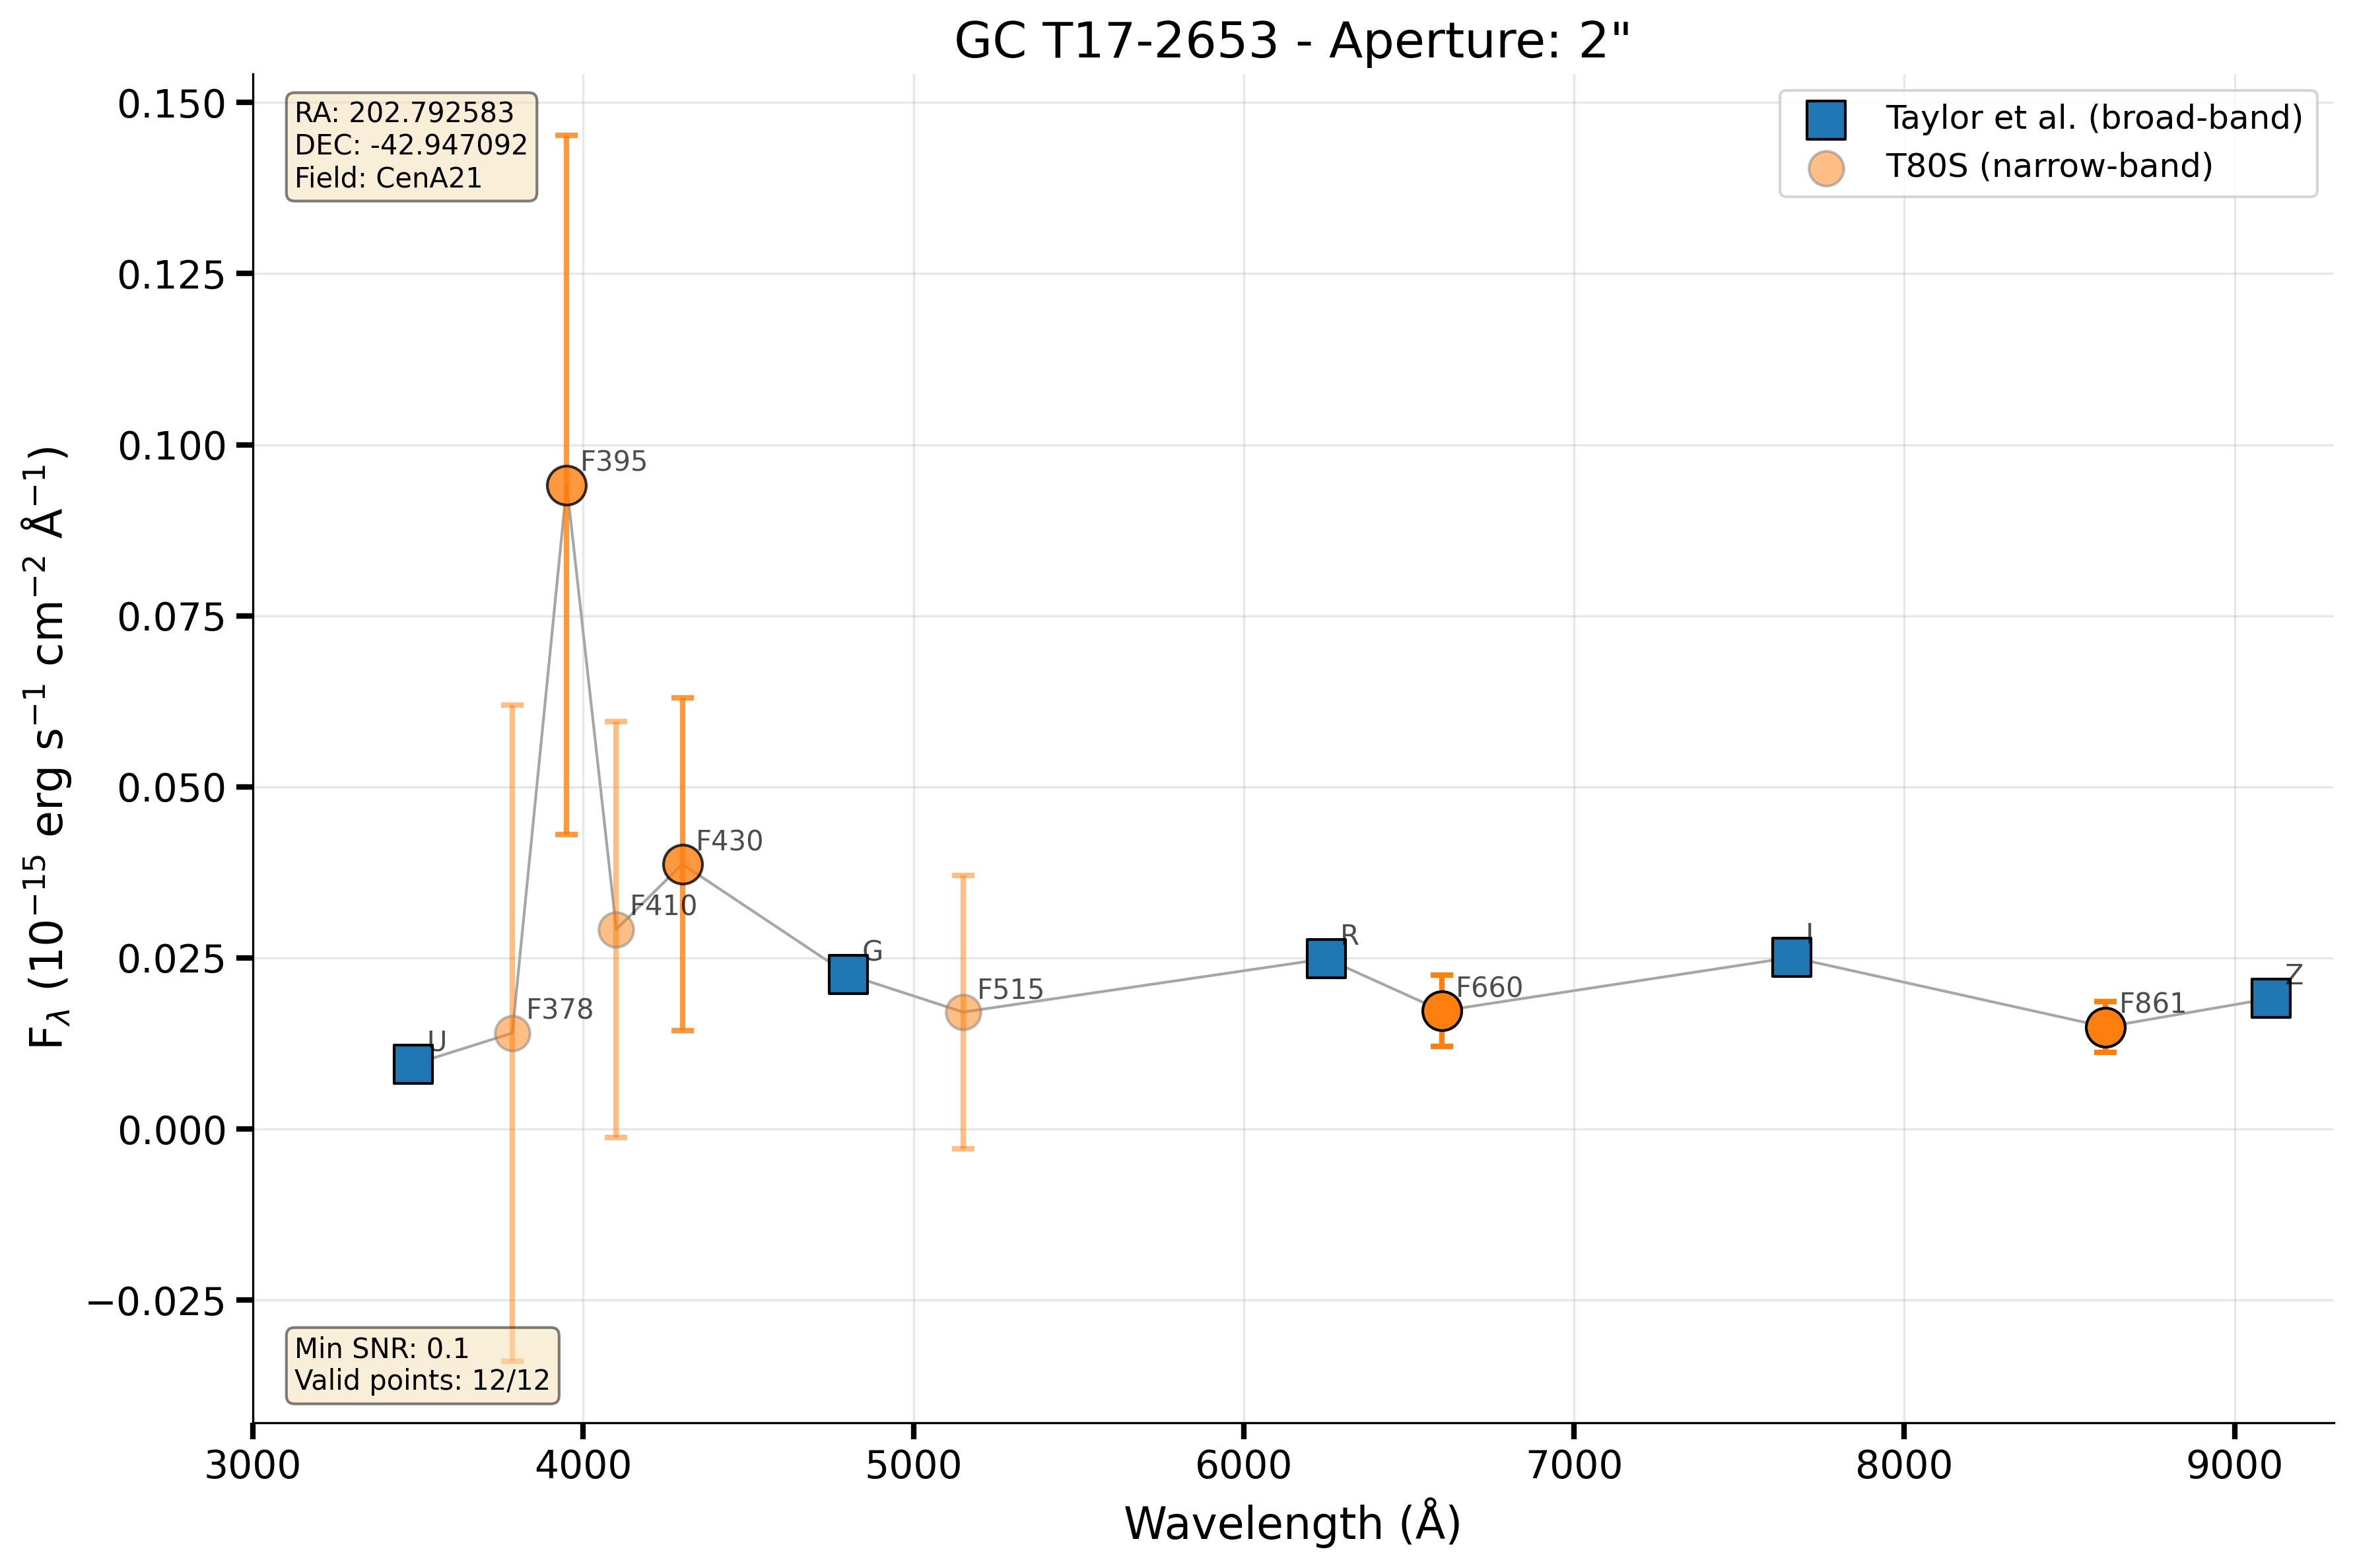 GC T17-2653 - Aperture: 2"
RA: 202.792583
DEC: -42.947092
Field: CenA21
Taylor et al. (broad-band)
T80S (narrow-band)
0.150
0.125
0.100
0.075
0.050
0.025
0.000
−0.025
F_λ (10⁻¹⁵ erg s⁻¹ cm⁻² Å⁻¹)
U
F378
F395
F410
F430
G
F515
R
F660
I
F861
Z
Min SNR: 0.1
Valid points: 12/12
3000 4000 5000 6000 7000 8000 9000
Wavelength (Å)